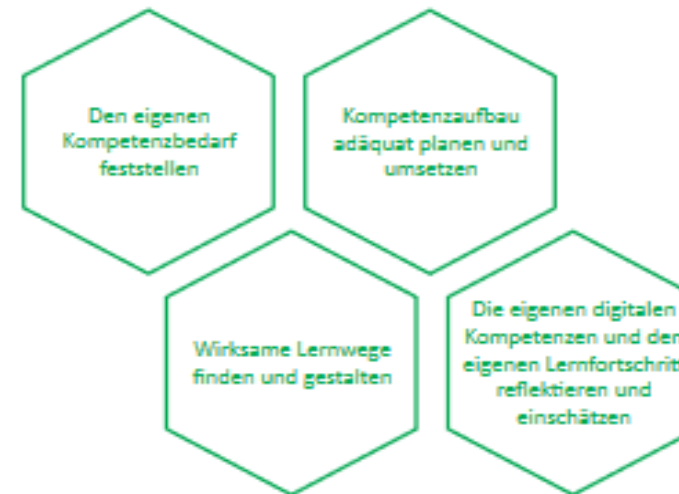 Den eigenen
Kompetenzbedarf
feststellen
Kompetenzaufbau
adäquat planen und
umsetzen
Wirksame Lernwege
finden und gestalten
Die eigenen digitalen
Kompetenzen und den
eigenen Lernfortschritt
reflektieren und
einschätzen